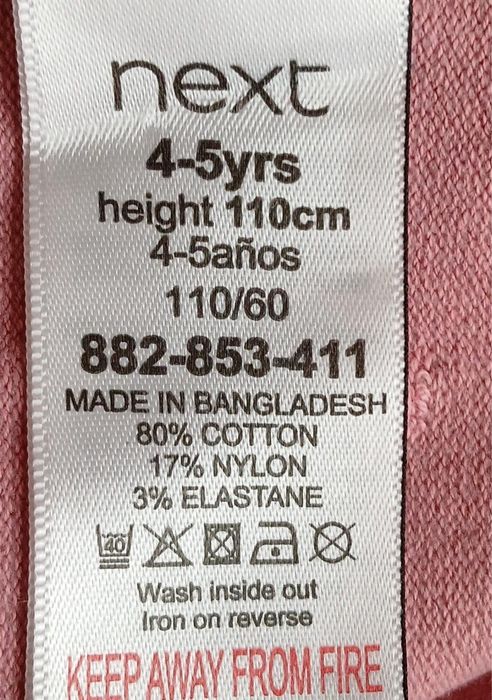 next
4-5yrs
height 110cm
4-5años
110/60
882-853-411
MADE IN BANGLADESH
80% COTTON
17% NYLON
3% ELASTANE
40
Wash inside out
Iron on reverse
KEEP AWAY FROM FIRE